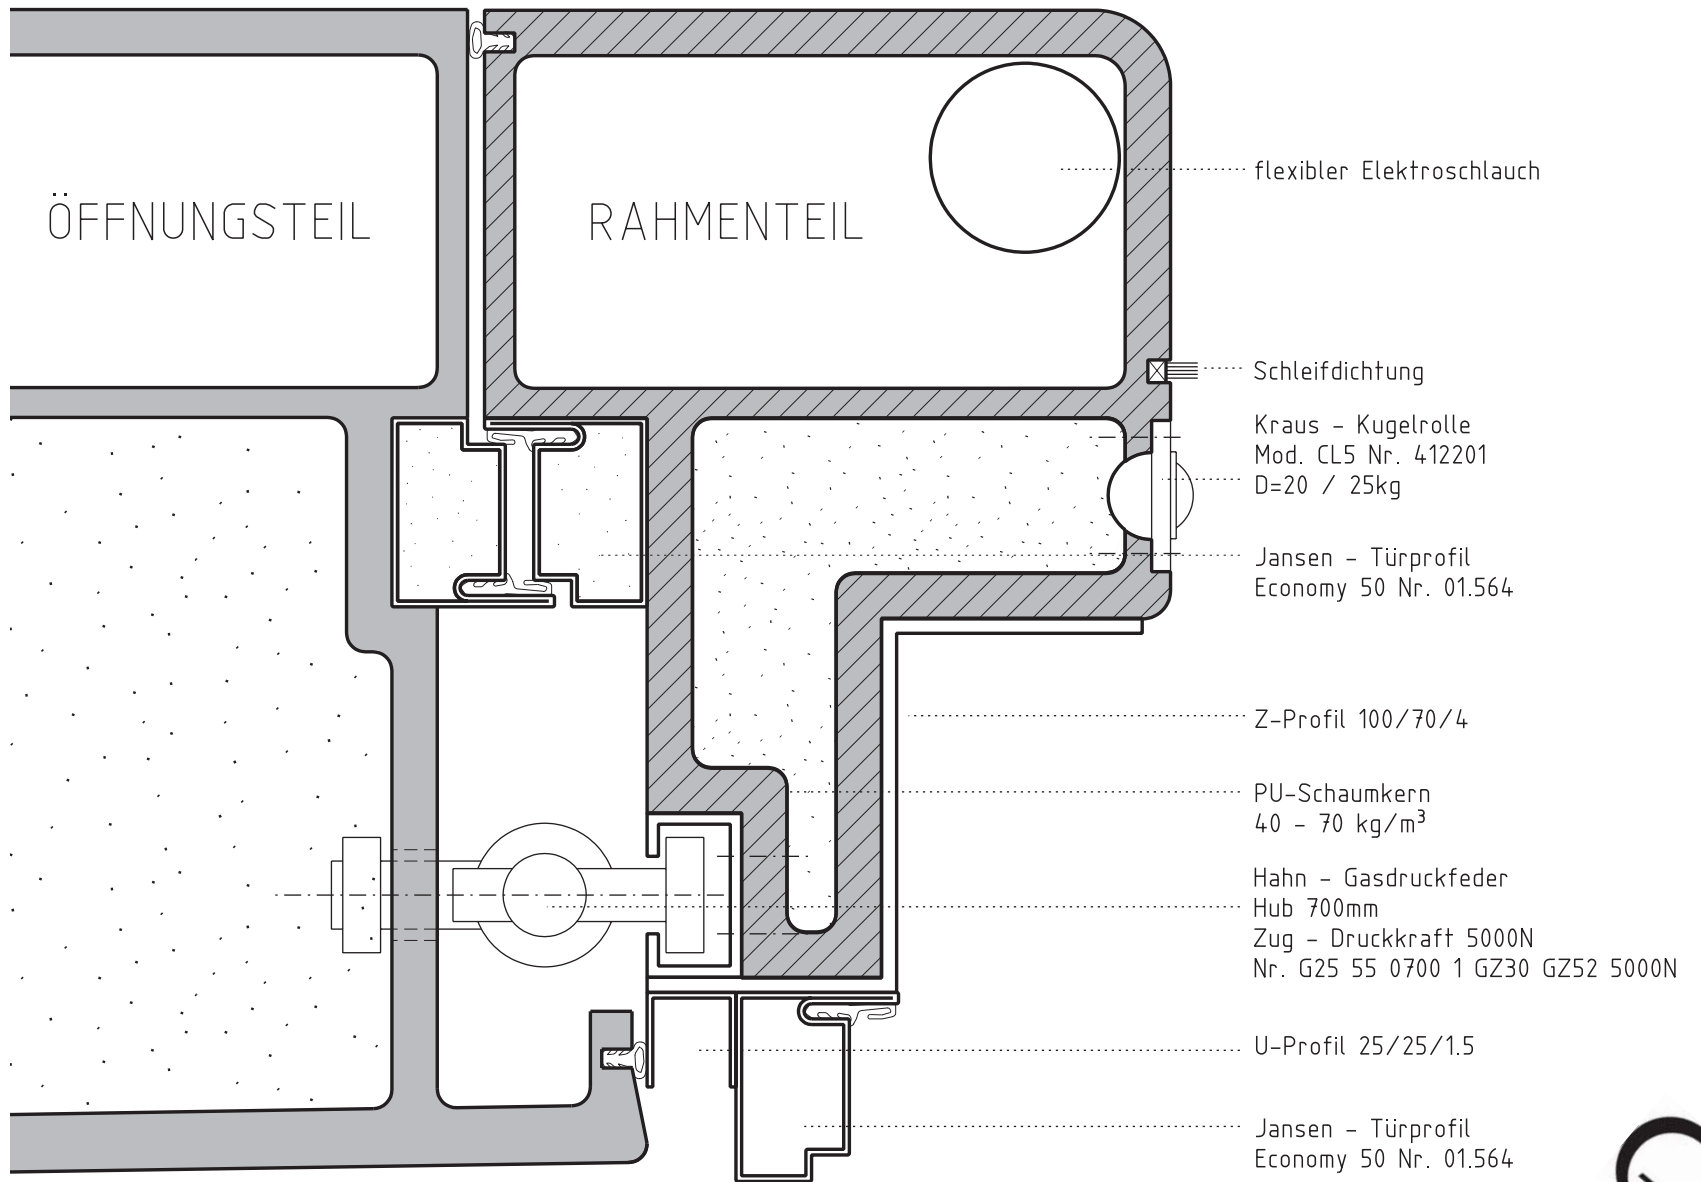 ÖFFNUNGSTEIL
RAHMENTEIL
flexibler Elektroschlauch
Schleifdichtung
Kraus - Kugelrolle
Mod. CL5 Nr. 412201
D=20 / 25kg
Jansen - Türprofil
Economy 50 Nr. 01.564
Z-Profil 100/70/4
PU-Schaumkern
40 - 70 kg/m³
Hahn - Gasdruckfeder
Hub 700mm
Zug - Druckkraft 5000N
Nr. G25 55 0700 1 GZ30 GZ52 5000N
U-Profil 25/25/1.5
Jansen - Türprofil
Economy 50 Nr. 01.564